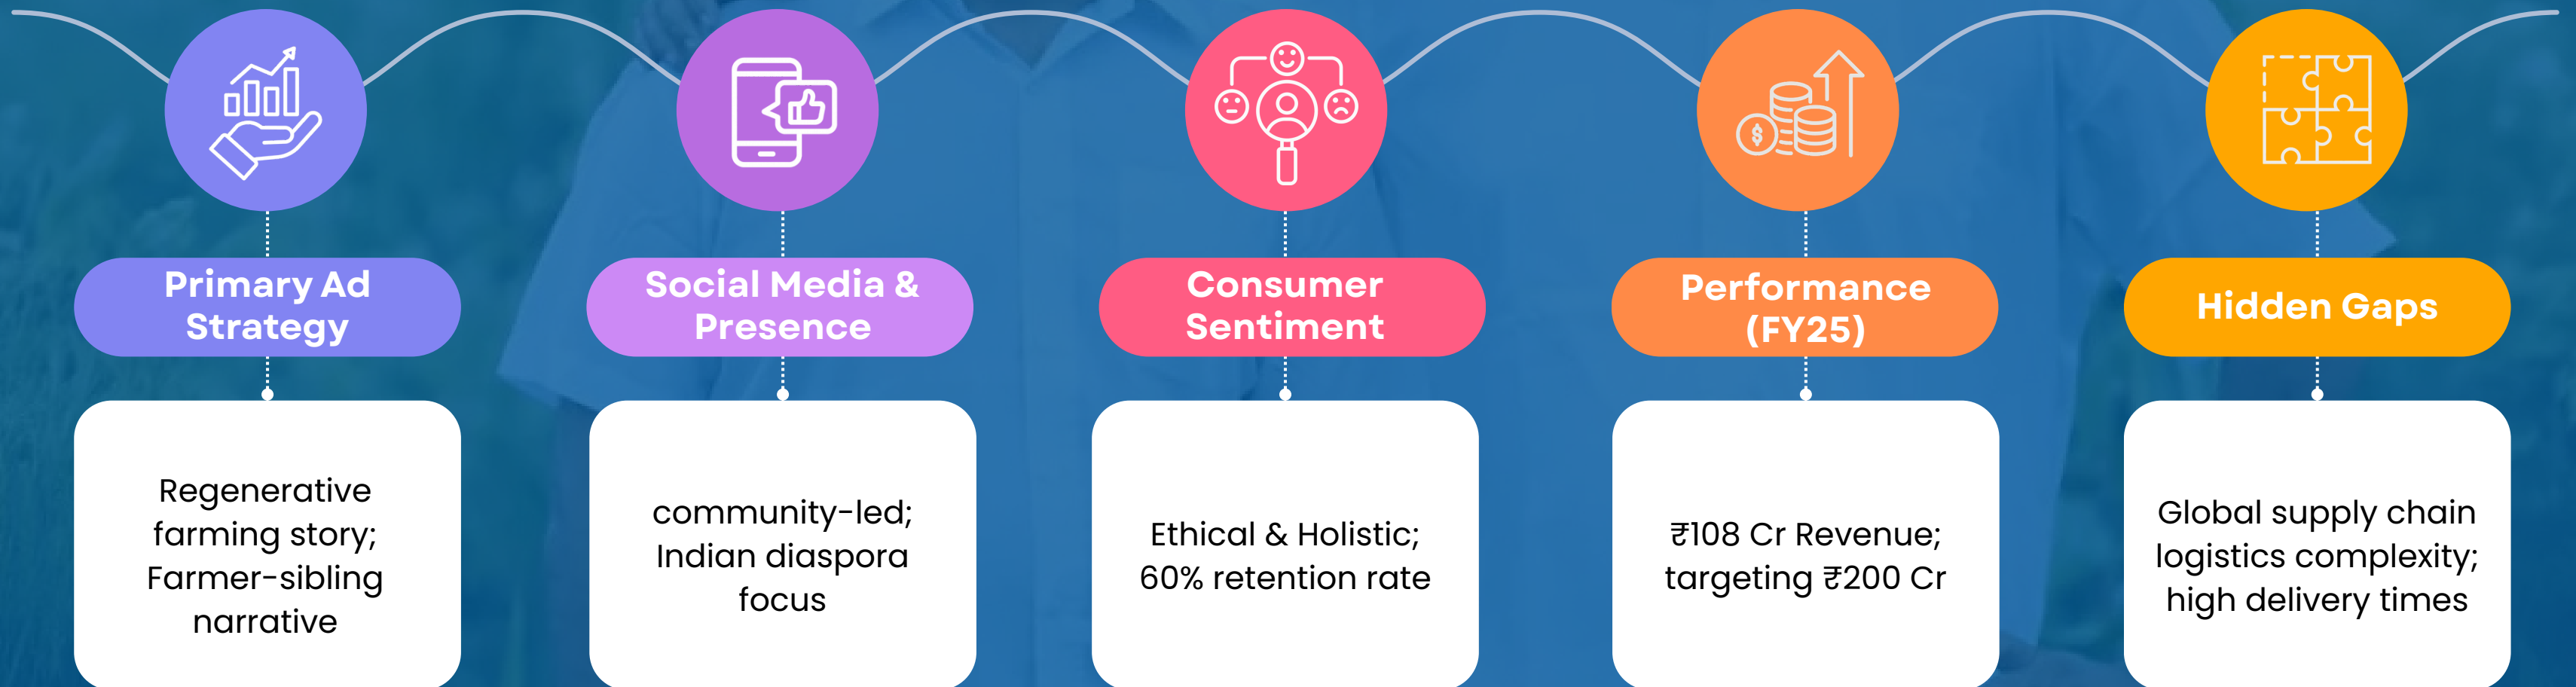 Primary Ad
Strategy
Regenerative
farming story;
Farmer-sibling
narrative
Social Media &
Presence
community-led;
Indian diaspora
focus
Consumer
Sentiment
Ethical & Holistic;
60% retention rate
$
Performance
(FY25)
₹108 Cr Revenue;
targeting ₹200 Cr
Hidden Gaps
Global supply chain
logistics complexity;
high delivery times